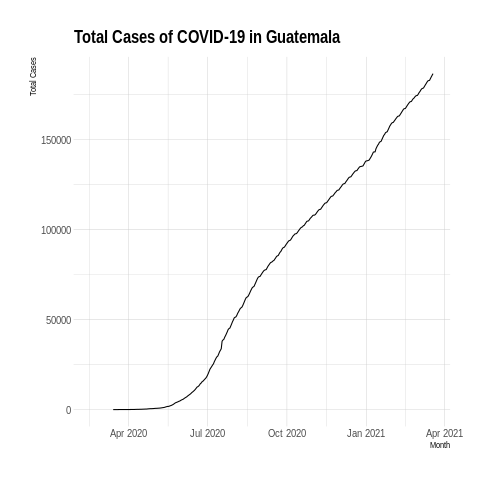 Total Cases of COVID-19 in Guatemala
Total Cases
150000
100000
50000
0
Apr 2020 Jul 2020 Oct 2020 Jan 2021 Apr 2021
Month